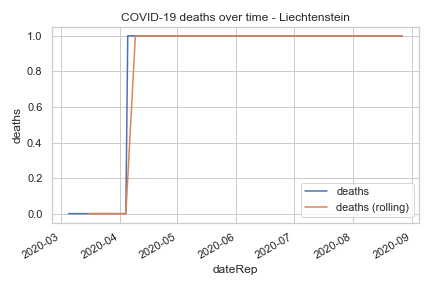 COVID-19 deaths over time - Liechtenstein
1.0
0.8
0.6
0.4
0.2
0.0
deaths
deaths
deaths (rolling)
2020-03
2020-04
2020-05
2020-06
2020-07
2020-08
2020-09
dateRep